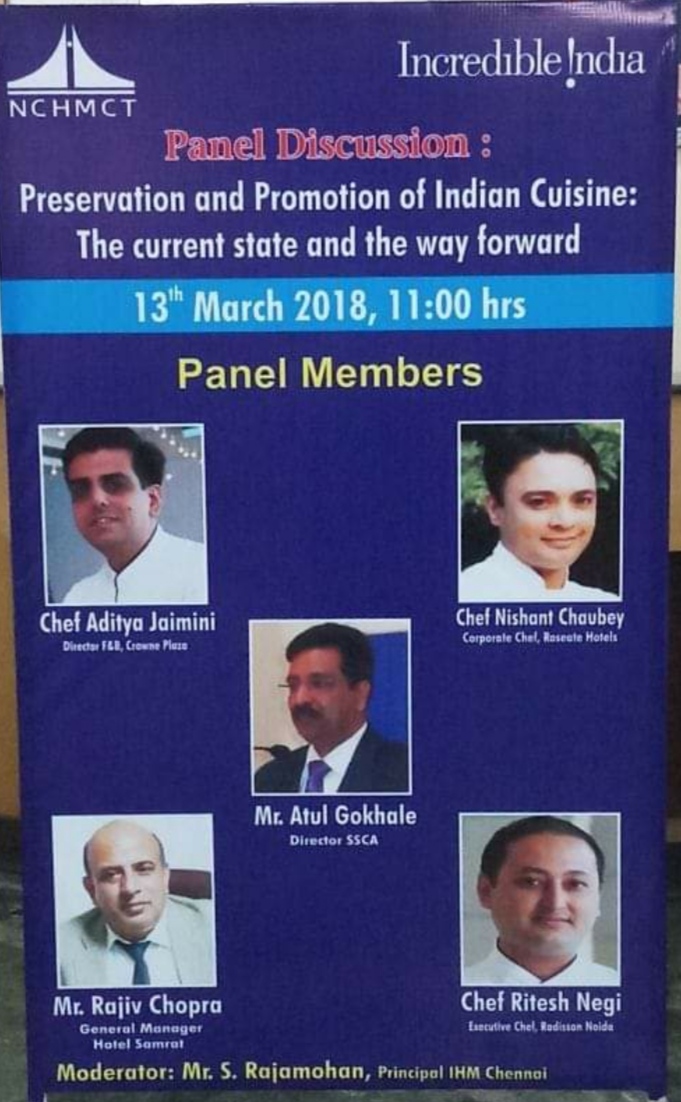 NCHMCT
Incredible !ndia
Panel Discussion :
Preservation and Promotion of Indian Cuisine:
The current state and the way forward
13th March 2018, 11:00 hrs
Panel Members
Chef Aditya Jaimini
Director F&B, Crowne Plaza
Chef Nishant Chaubey
Corporate Chef, Roseate Hotels
Mr. Atul Gokhale
Director SSCA
Mr. Rajiv Chopra
General Manager
Hotel Samrat
Chef Ritesh Negi
Executive Chef, Radisson Noida
Moderator: Mr. S. Rajamohan, Principal IHM Chennai